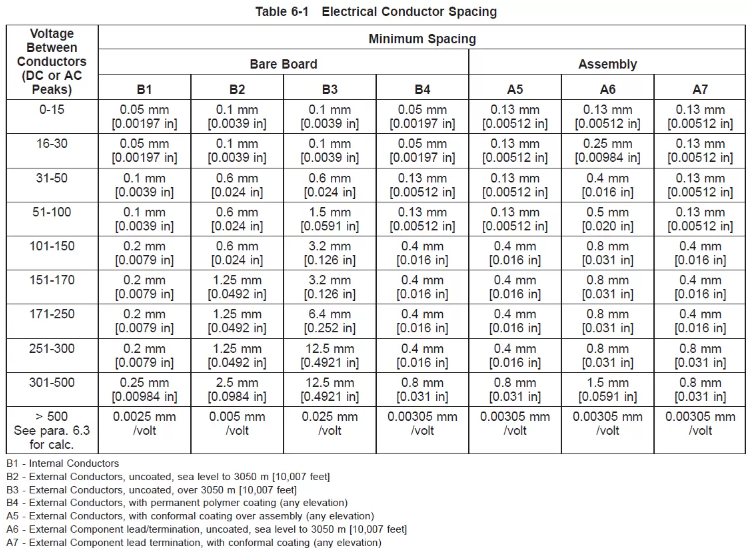 Table 6-1 Electrical Conductor Spacing
Voltage Between Conductors (DC or AC Peaks) Minimum Spacing
Bare Board Assembly
B1 B2 B3 B4 A5 A6 A7
0-15 0.05 mm 0.1 mm 0.1 mm 0.05 mm 0.13 mm 0.13 mm 0.13 mm
[0.00197 in] [0.0039 in] [0.0039 in] [0.00197 in] [0.00512 in] [0.00512 in] [0.00512 in]
16-30 0.05 mm 0.1 mm 0.1 mm 0.05 mm 0.13 mm 0.25 mm 0.13 mm
[0.00197 in] [0.0039 in] [0.0039 in] [0.00197 in] [0.00512 in] [0.00984 in] [0.00512 in]
31-50 0.1 mm 0.6 mm 0.6 mm 0.13 mm 0.13 mm 0.4 mm 0.13 mm
[0.0039 in] [0.024 in] [0.024 in] [0.00512 in] [0.00512 in] [0.016 in] [0.00512 in]
51-100 0.1 mm 0.6 mm 1.5 mm 0.13 mm 0.13 mm 0.5 mm 0.13 mm
[0.0039 in] [0.024 in] [0.0591 in] [0.00512 in] [0.00512 in] [0.020 in] [0.00512 in]
101-150 0.2 mm 0.6 mm 3.2 mm 0.4 mm 0.4 mm 0.8 mm 0.4 mm
[0.0079 in] [0.024 in] [0.126 in] [0.016 in] [0.016 in] [0.031 in] [0.016 in]
151-170 0.2 mm 1.25 mm 3.2 mm 0.4 mm 0.4 mm 0.8 mm 0.4 mm
[0.0079 in] [0.0492 in] [0.126 in] [0.016 in] [0.016 in] [0.031 in] [0.016 in]
171-250 0.2 mm 1.25 mm 6.4 mm 0.4 mm 0.4 mm 0.8 mm 0.4 mm
[0.0079 in] [0.0492 in] [0.252 in] [0.016 in] [0.016 in] [0.031 in] [0.016 in]
251-300 0.2 mm 1.25 mm 12.5 mm 0.4 mm 0.4 mm 0.8 mm 0.8 mm
[0.0079 in] [0.0492 in] [0.4921 in] [0.016 in] [0.016 in] [0.031 in] [0.031 in]
301-500 0.25 mm 2.5 mm 12.5 mm 0.8 mm 0.8 mm 1.5 mm 0.8 mm
[0.00984 in] [0.0984 in] [0.4921 in] [0.031 in] [0.031 in] [0.0591 in] [0.031 in]
> 500 0.0025 mm 0.005 mm 0.025 mm 0.00305 mm 0.00305 mm 0.00305 mm 0.00305 mm
See para. 6.3 /volt /volt /volt /volt /volt /volt /volt
for calc.
B1 - Internal Conductors
B2 - External Conductors, uncoated, sea level to 3050 m [10,007 feet]
B3 - External Conductors, uncoated, over 3050 m [10,007 feet]
B4 - External Conductors, with permanent polymer coating (any elevation)
A5 - External Conductors, with conformal coating over assembly (any elevation)
A6 - External Component lead/termination, uncoated, sea level to 3050 m [10,007 feet]
A7 - External Component lead termination, with conformal coating (any elevation)